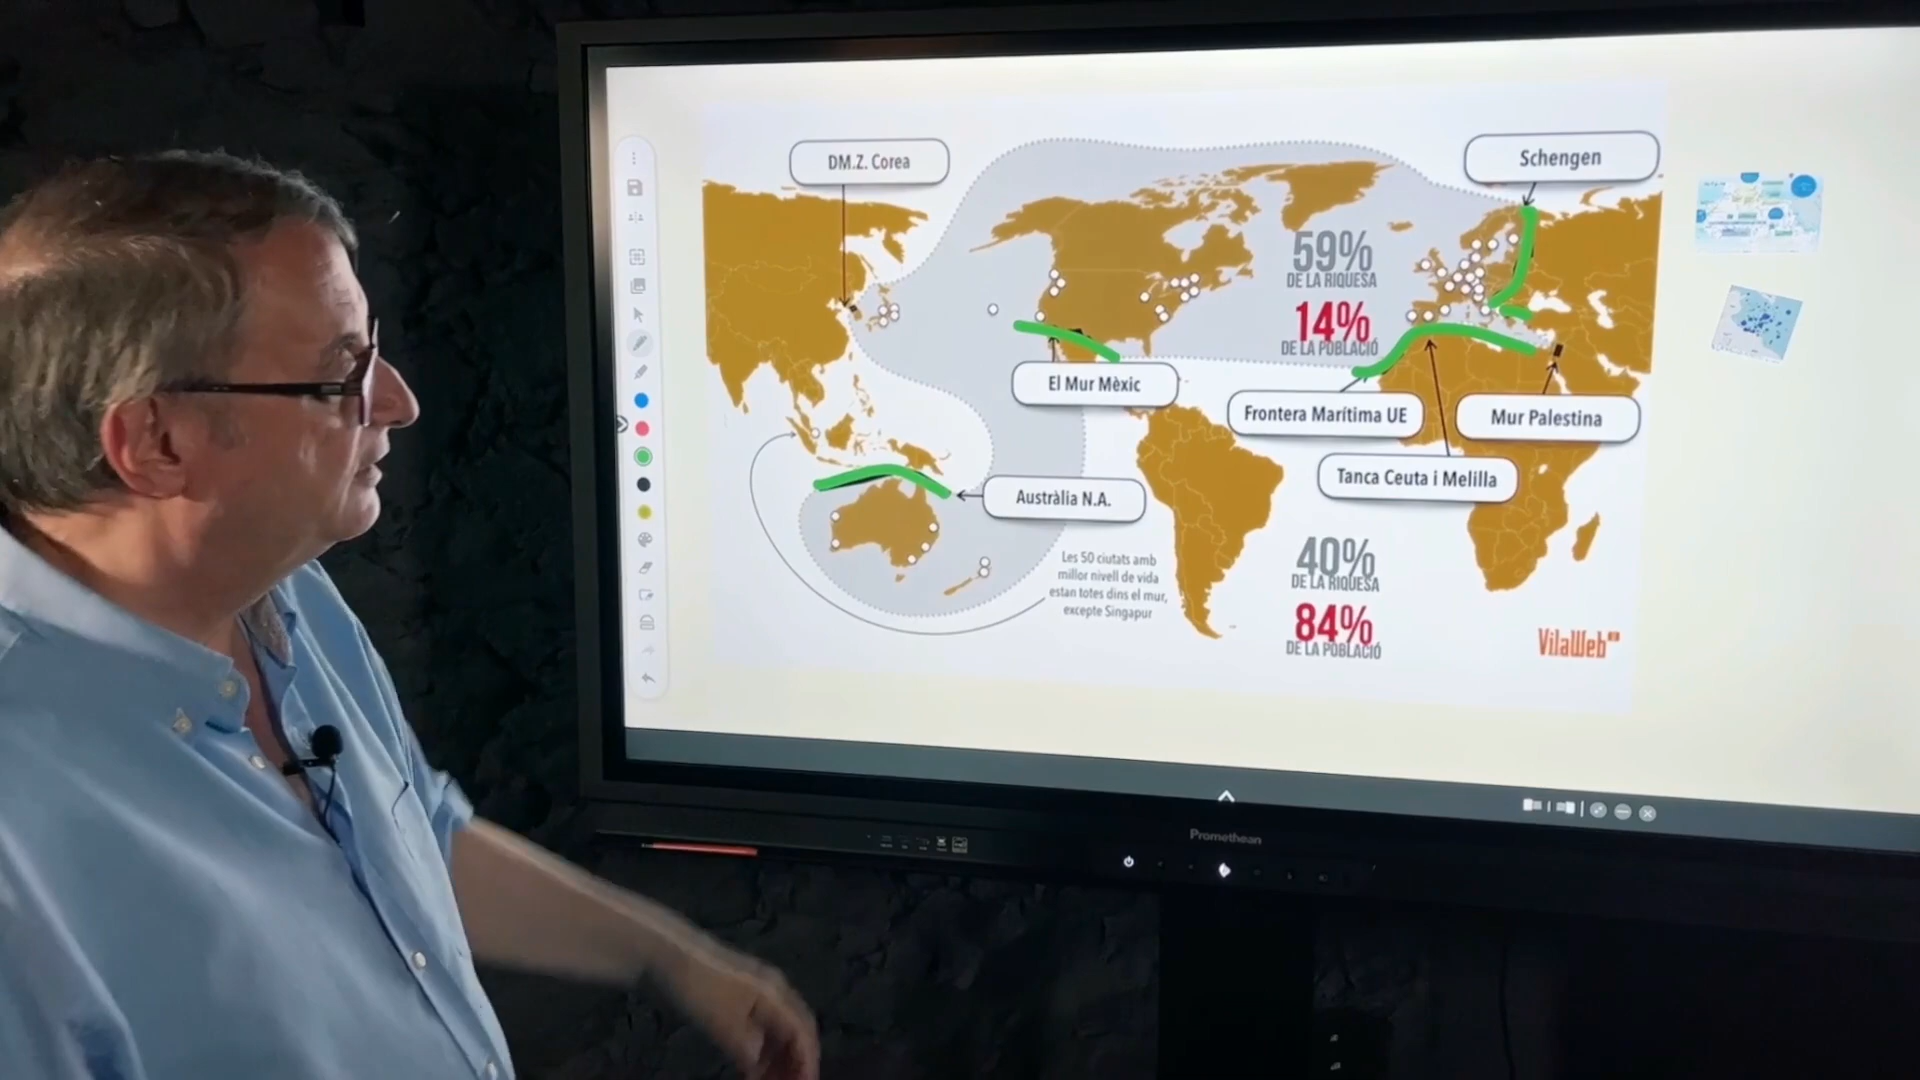 DM.Z. Corea
Schengen
59%
DE LA RIQUESA
14%
DE LA POBLACIÓ
El Mur Mèxic
Frontera Marítima UE
Mur Palestina
Tanca Ceuta i Melilla
Austràlia N.A.
Les 50 ciutats amb
millor nivell de vida
estan totes dins el mur,
excepte Singapur
40%
DE LA RIQUESA
84%
DE LA POBLACIÓ
VilaWeb
Promethean